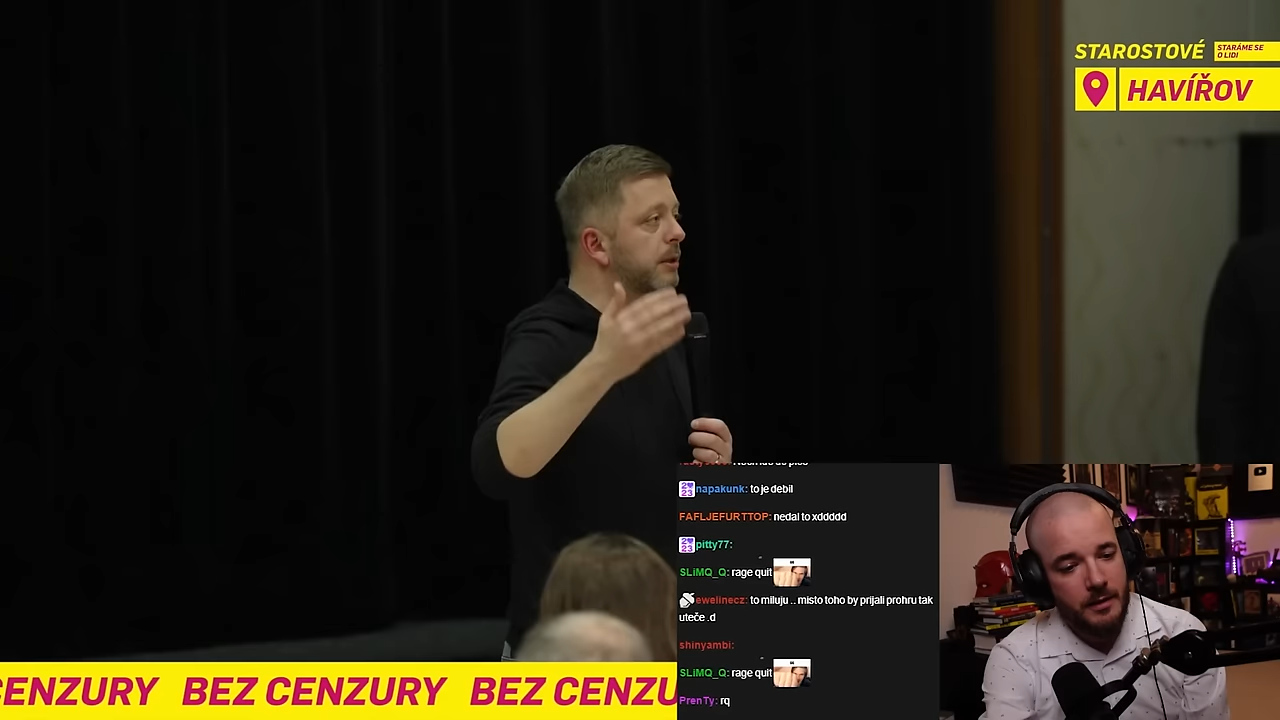 STAROSTOVÉ
STARÁME SE
O LIDI
HAVÍŘOV
napakunk: to je debil
FAFLJEFURTTOP: nedal to xddddd
pitty77:
SLiMQ_Q: rage quit
ewelinecz: to miluju .. misto toho by prijali prohru tak
uteče .d
shinyambi:
SLiMQ_Q: rage quit
PrenTy: rq
CENZURY BEZ CENZURY BEZ CENZU